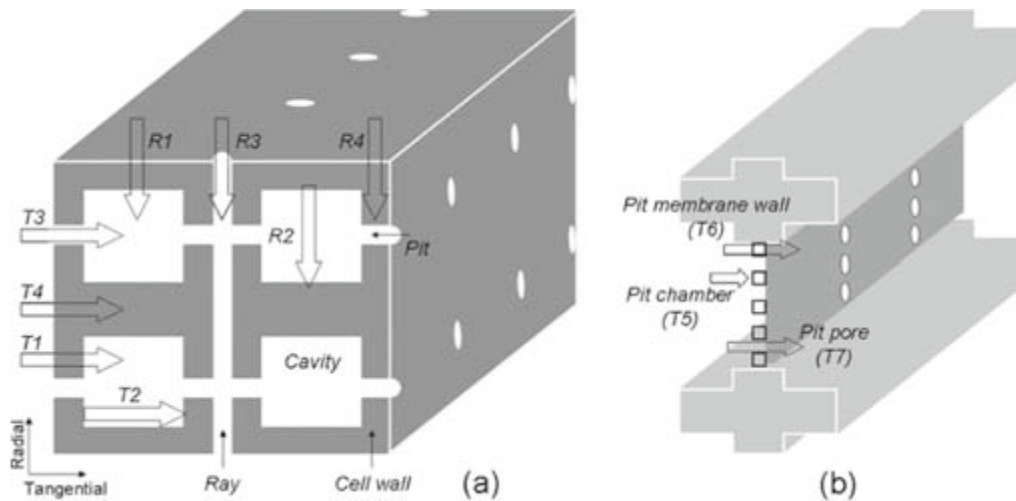 R1
R3
R4
T3
R2
Pit
T4
T1
Cavity
T2
Radial
Tangential
Ray
Cell wall
(a)
Pit membrane wall
(T6)
Pit chamber
(T5)
Pit pore
(T7)
(b)